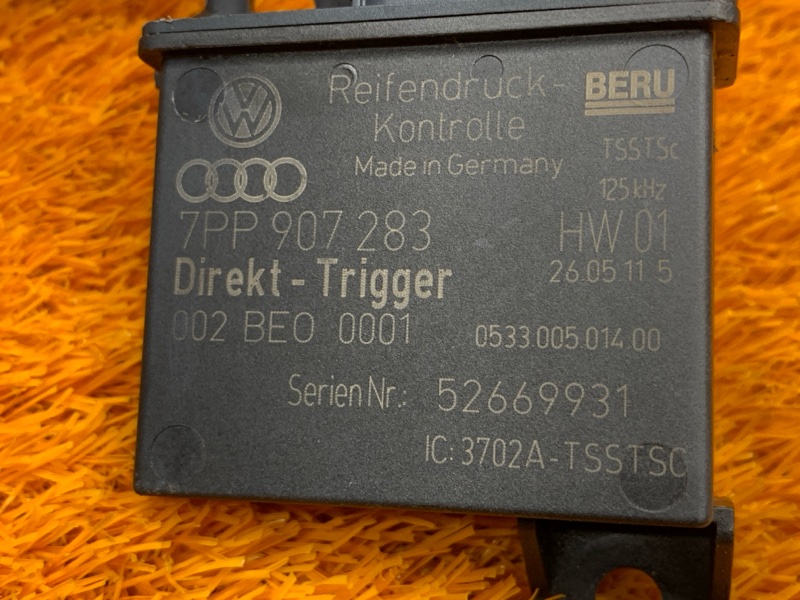 Reifendruck- BERU
Kontrolle
Made in Germany TSSTSc
125 kHz
7PP 907 283 HW 01
Direkt - Trigger 26.05.11 5
002 BEO 0001 0533.005.014.00
Serien Nr.: 52669931
IC: 3702A-TSSTSC